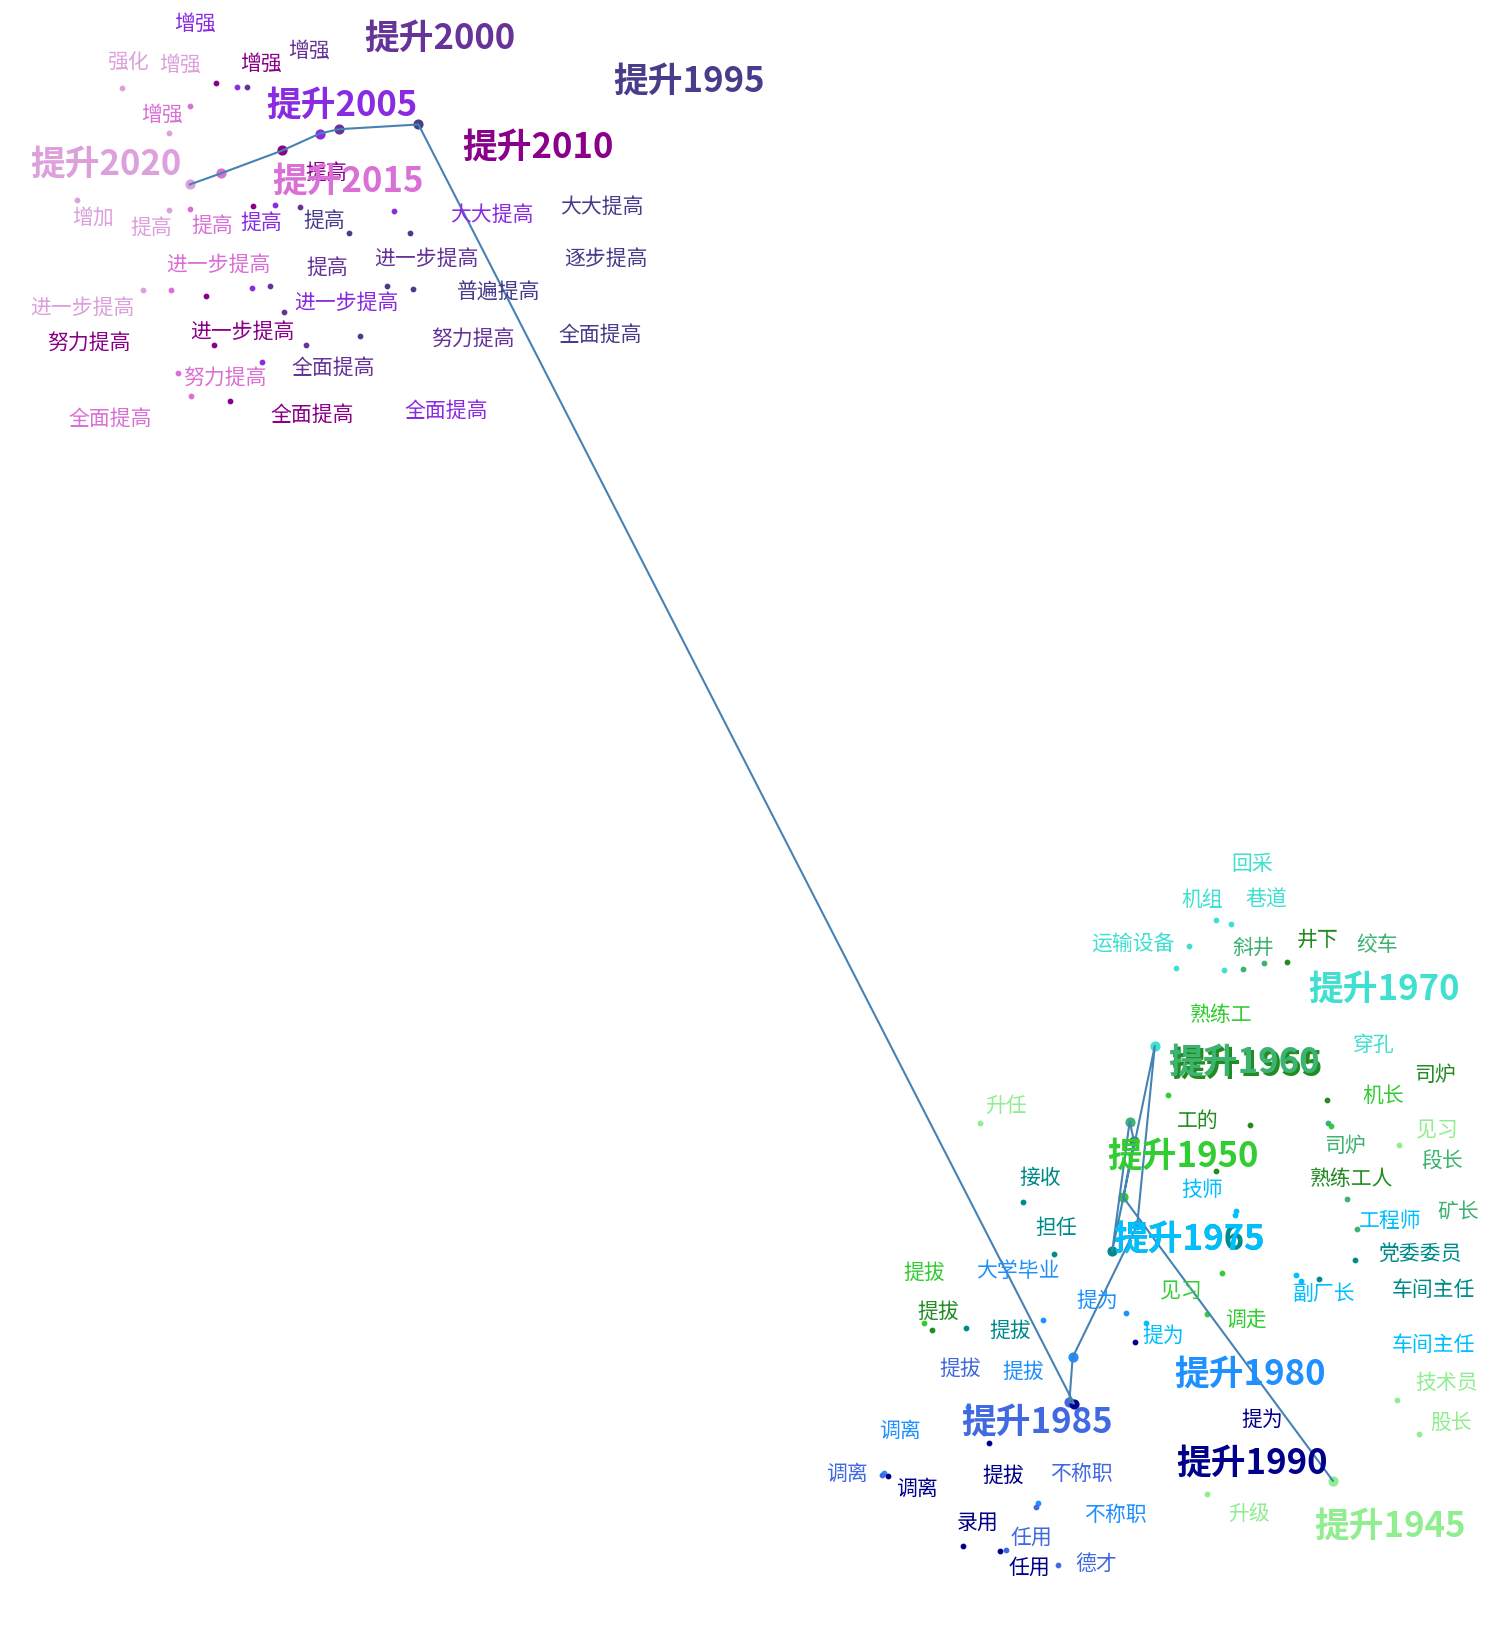 增强
提升2000
增强
强化
增强
增强
提升1995
提升2005
增强
提升2010
提升2020
提高
提升2015
增加
提高
提高
提高
提高
大大提高
大大提高
进一步提高
提高
进一步提高
逐步提高
进一步提高
进一步提高
普遍提高
努力提高
进一步提高
努力提高
全面提高
努力提高
全面提高
全面提高
全面提高
全面提高
回采
机组
巷道
运输设备
斜井
井下
绞车
提升1970
熟练工
提升1960
穿孔
司炉
机长
升任
工的
见习
司炉
提升1950
段长
接收
熟练工人
技师
矿长
工程师
担任
提升1975
党委委员
提拔
大学毕业
见习
副厂长
车间主任
提为
提拔
调走
提拔
提为
车间主任
提拔
提拔
提升1980
技术员
提升1985
提为
股长
调离
提升1990
调离
提拔
不称职
调离
录用
不称职
升级
提升1945
任用
任用
德才